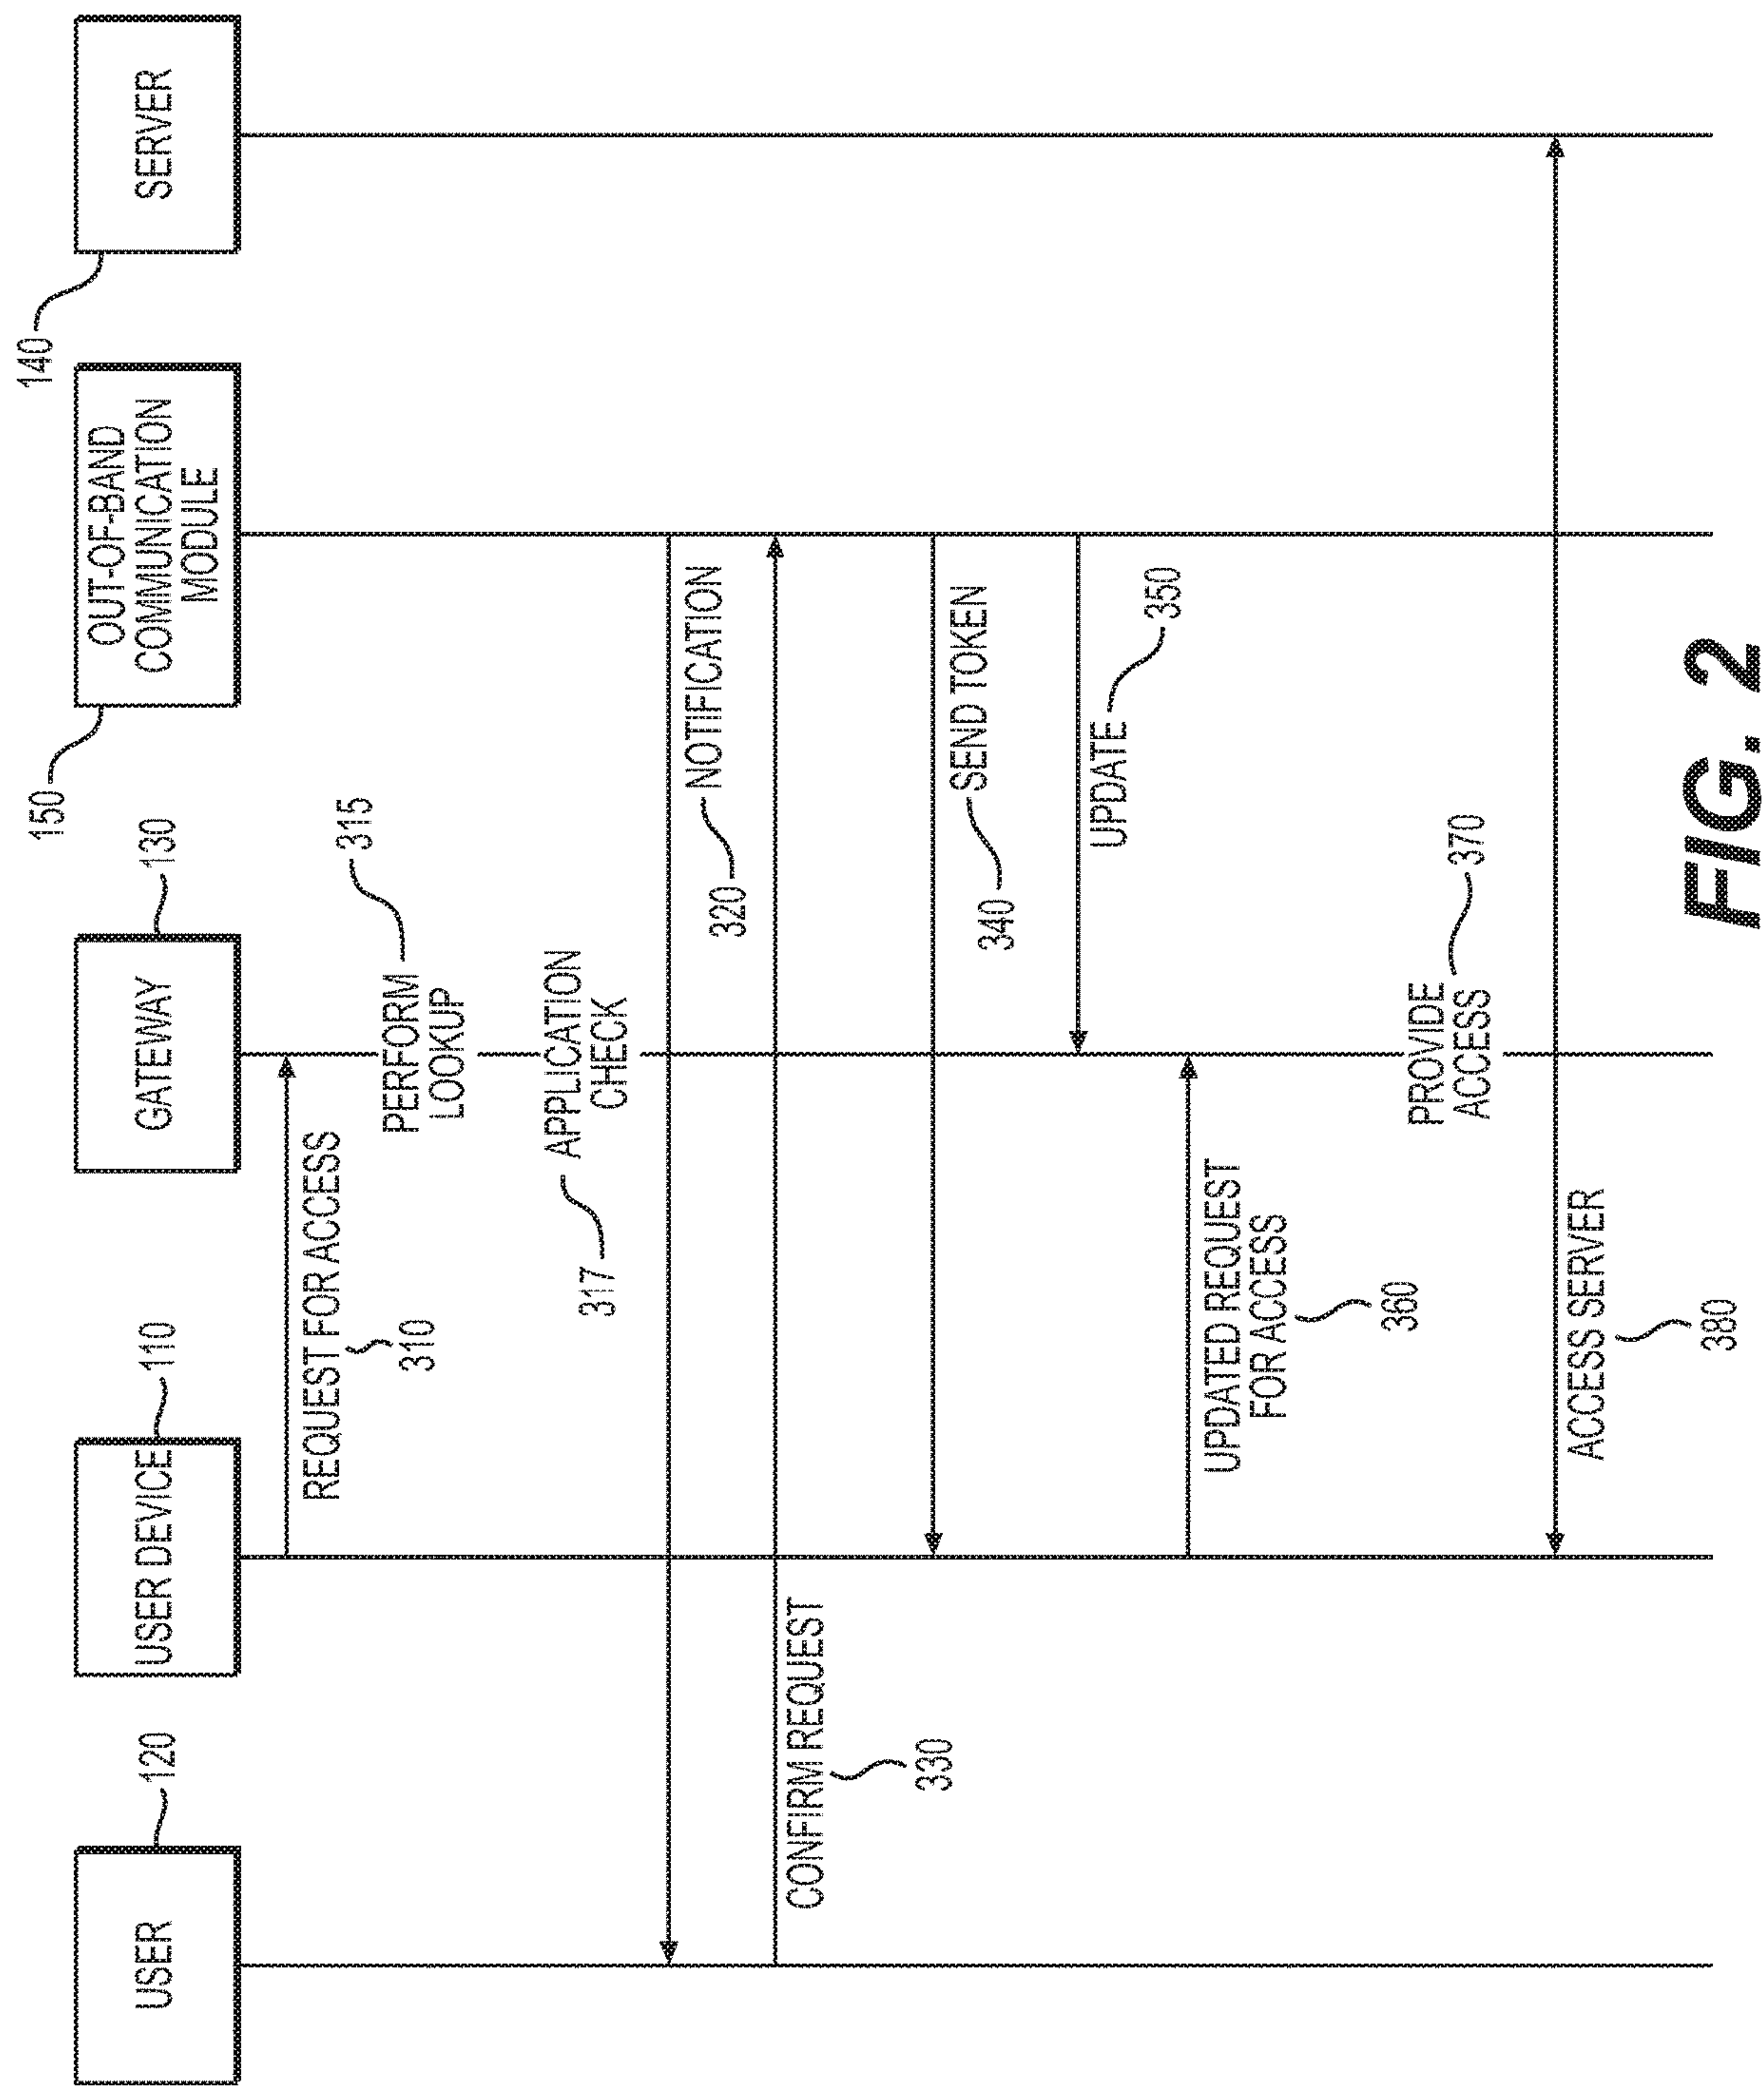 USER
120
USER DEVICE
110
GATEWAY
130
OUT-OF-BAND
COMMUNICATION
MODULE
150
SERVER
140
REQUEST FOR ACCESS
310
PERFORM
LOOKUP
315
APPLICATION
CHECK
317
NOTIFICATION
320
CONFIRM REQUEST
330
SEND TOKEN
340
UPDATE
350
UPDATED REQUEST
FOR ACCESS
360
PROVIDE
ACCESS
370
ACCESS SERVER
380
FIG. 2